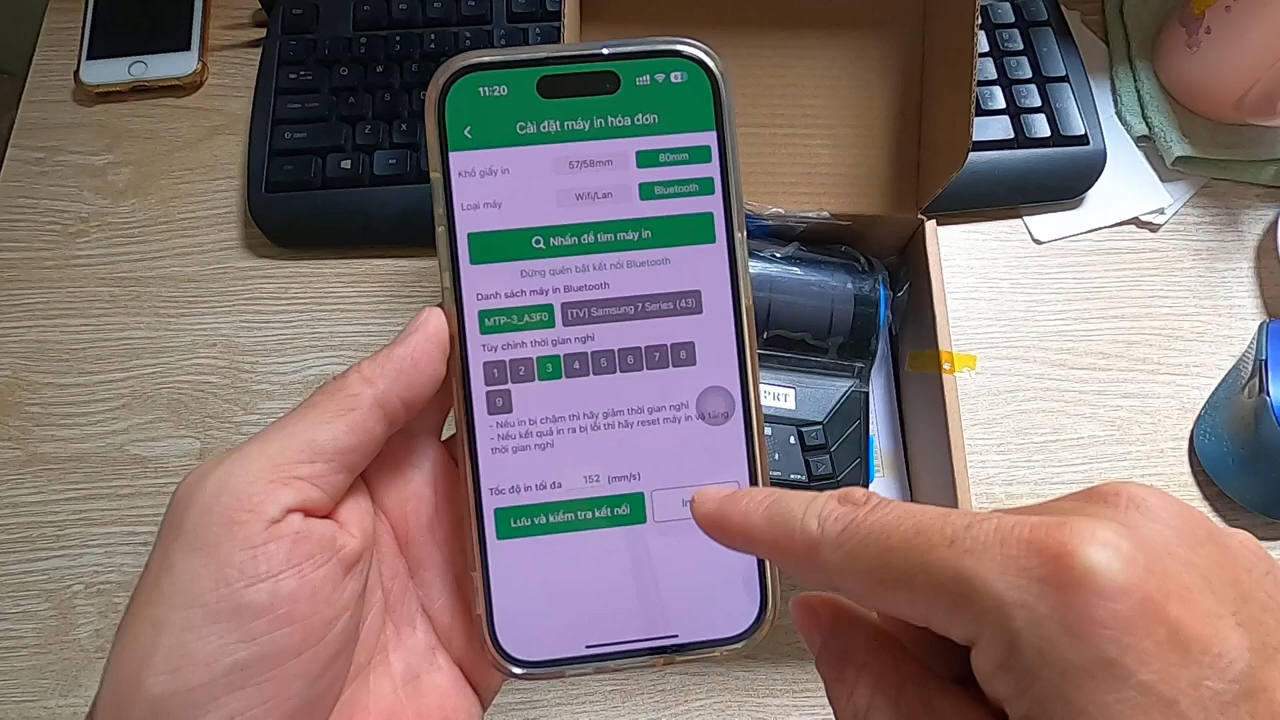 11:20
62
Cài đặt máy in hóa đơn
Khổ giấy in 57/58mm 80mm
Loại máy Wifi/Lan Bluetooth
Nhấn để tìm máy in
Đừng quên bật kết nối Bluetooth
Danh sách máy in Bluetooth
MTP-3_A3F0 [TV] Samsung 7 Series (43)
Tùy chỉnh thời gian nghỉ
1 2 3 4 5 6 7 8
9
- Nếu in bị chậm thì hãy giảm thời gian nghỉ
- Nếu kết quả in ra bị lỗi thì hãy reset máy in và tăng
thời gian nghỉ
Tốc độ in tối đa 152 (mm/s)
Lưu và kiểm tra kết nối
PRT